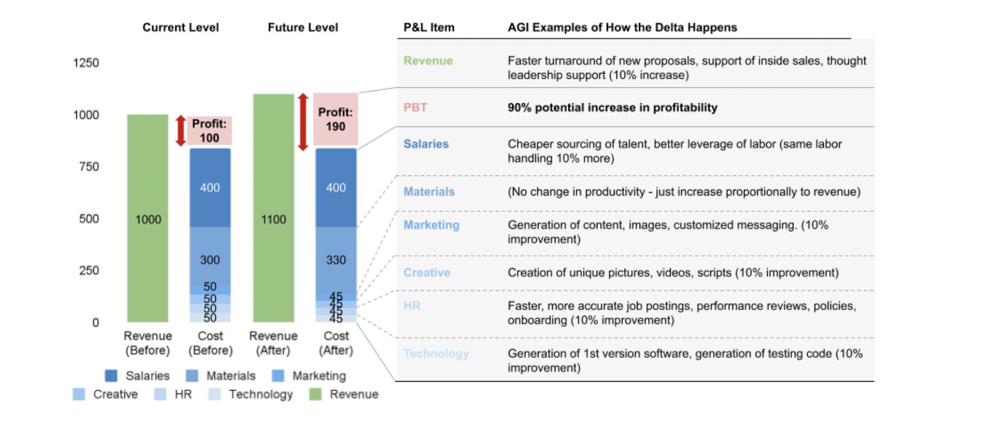 Current Level
Future Level
P&L Item
AGI Examples of How the Delta Happens
1250
1000
750
500
250
0
1000
Profit:
100
400
300
50
50
50
50
1100
Profit:
190
400
330
45
45
45
45
Revenue
(Before)
Cost
(Before)
Revenue
(After)
Cost
(After)
Salaries
Materials
Marketing
Creative
HR
Technology
Revenue
Revenue
Faster turnaround of new proposals, support of inside sales, thought
leadership support (10% increase)
PBT
90% potential increase in profitability
Salaries
Cheaper sourcing of talent, better leverage of labor (same labor
handling 10% more)
Materials
(No change in productivity - just increase proportionally to revenue)
Marketing
Generation of content, images, customized messaging. (10%
improvement)
Creative
Creation of unique pictures, videos, scripts (10% improvement)
HR
Faster, more accurate job postings, performance reviews, policies,
onboarding (10% improvement)
Technology
Generation of 1st version software, generation of testing code (10%
improvement)